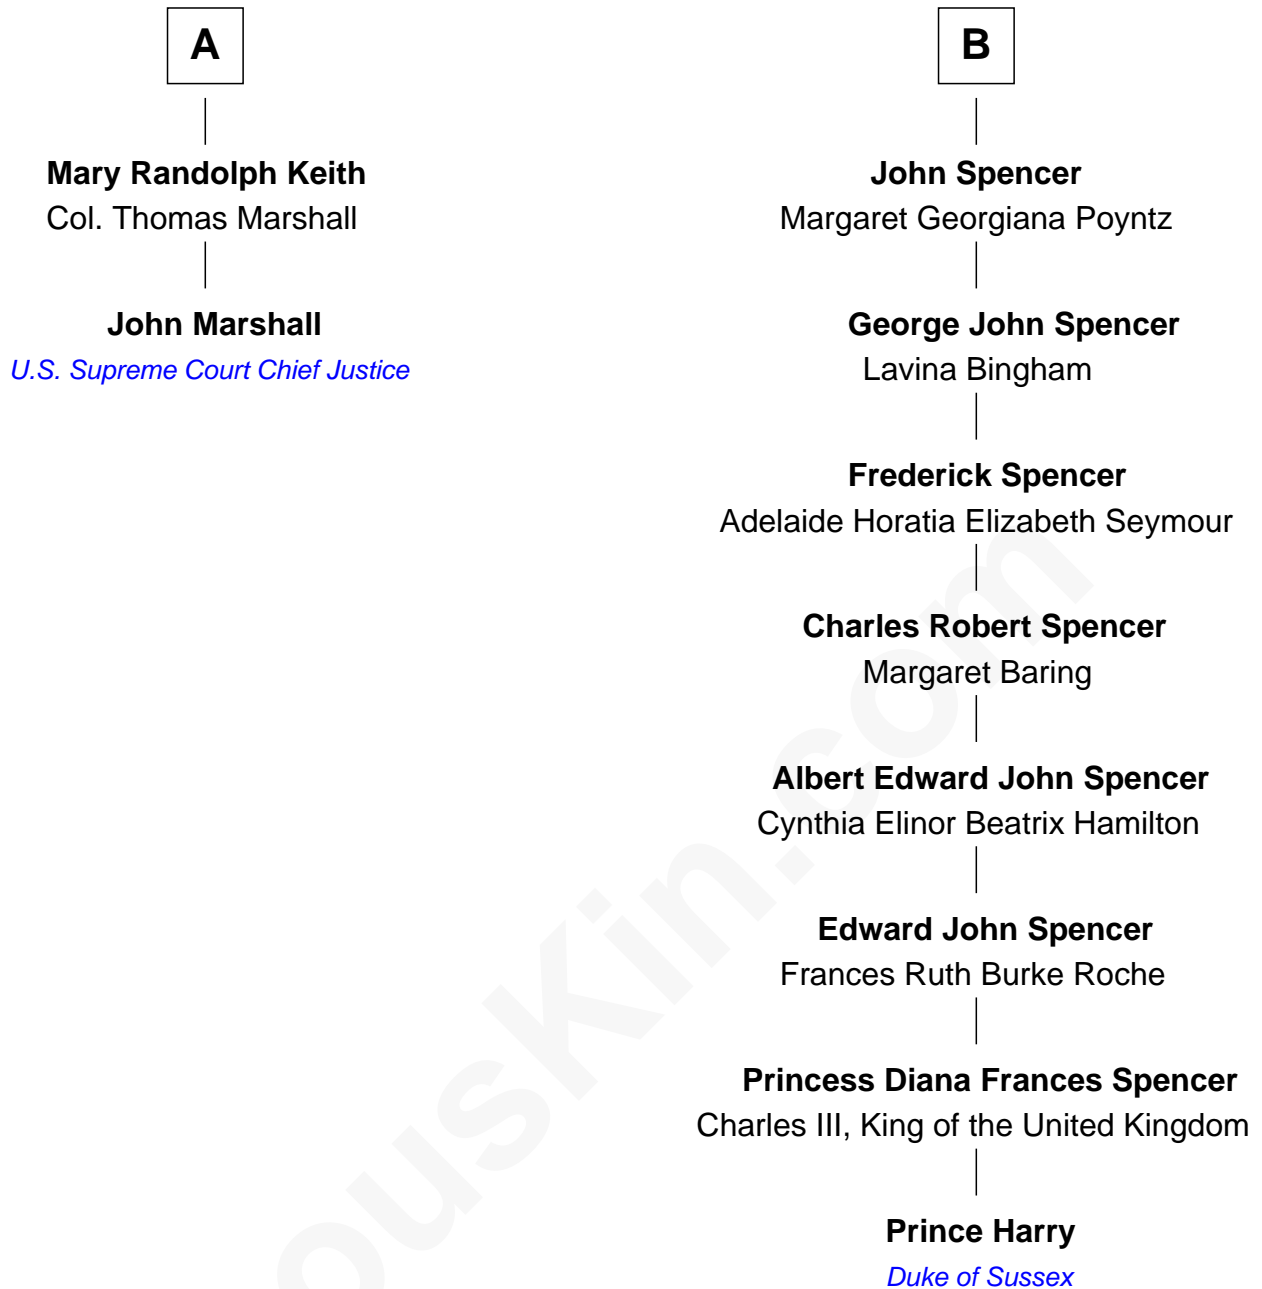 A
Mary Randolph Keith
Col. Thomas Marshall
John Marshall
U.S. Supreme Court Chief Justice
B
John Spencer
Margaret Georgiana Poyntz
George John Spencer
Lavina Bingham
Frederick Spencer
Adelaide Horatia Elizabeth Seymour
Charles Robert Spencer
Margaret Baring
Albert Edward John Spencer
Cynthia Elinor Beatrix Hamilton
Edward John Spencer
Frances Ruth Burke Roche
Princess Diana Frances Spencer
Charles III, King of the United Kingdom
Prince Harry
Duke of Sussex
ousKin.com